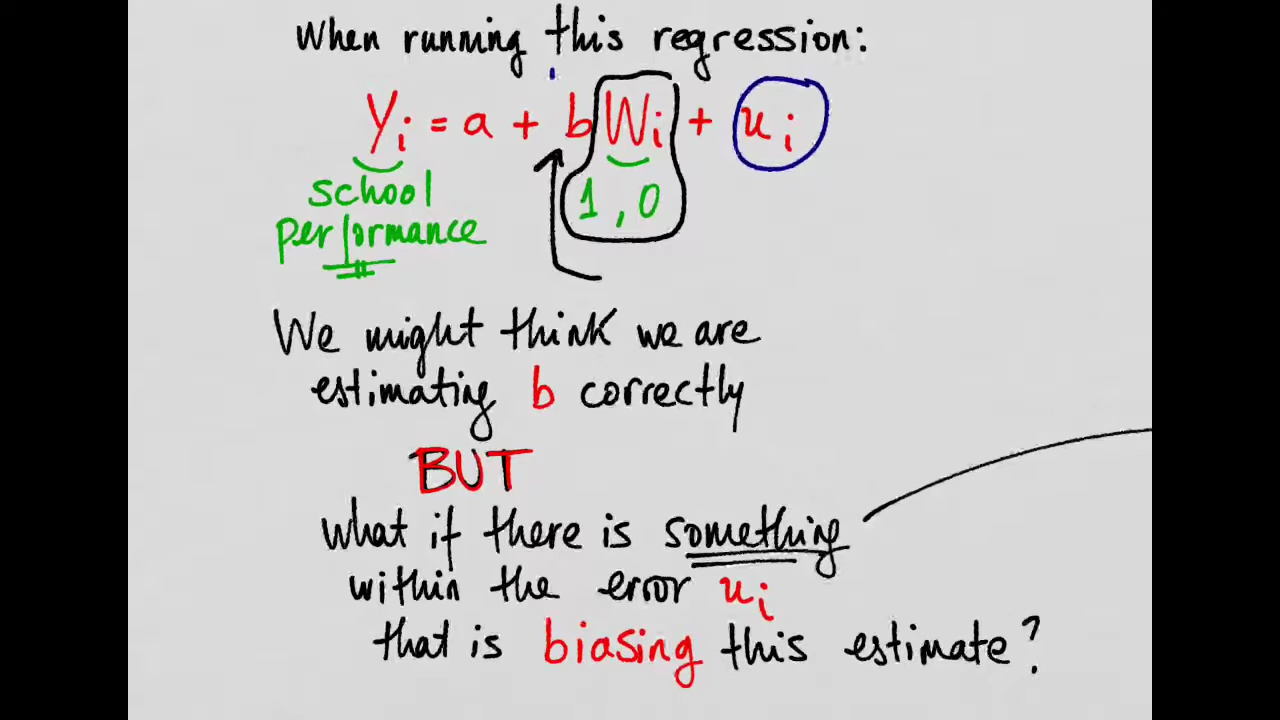 When running this regression:
Yi = a + b Wi + ui
school
performance
1, 0
We might think we are
estimating b correctly
BUT
what if there is something
within the error ui
that is biasing this estimate?